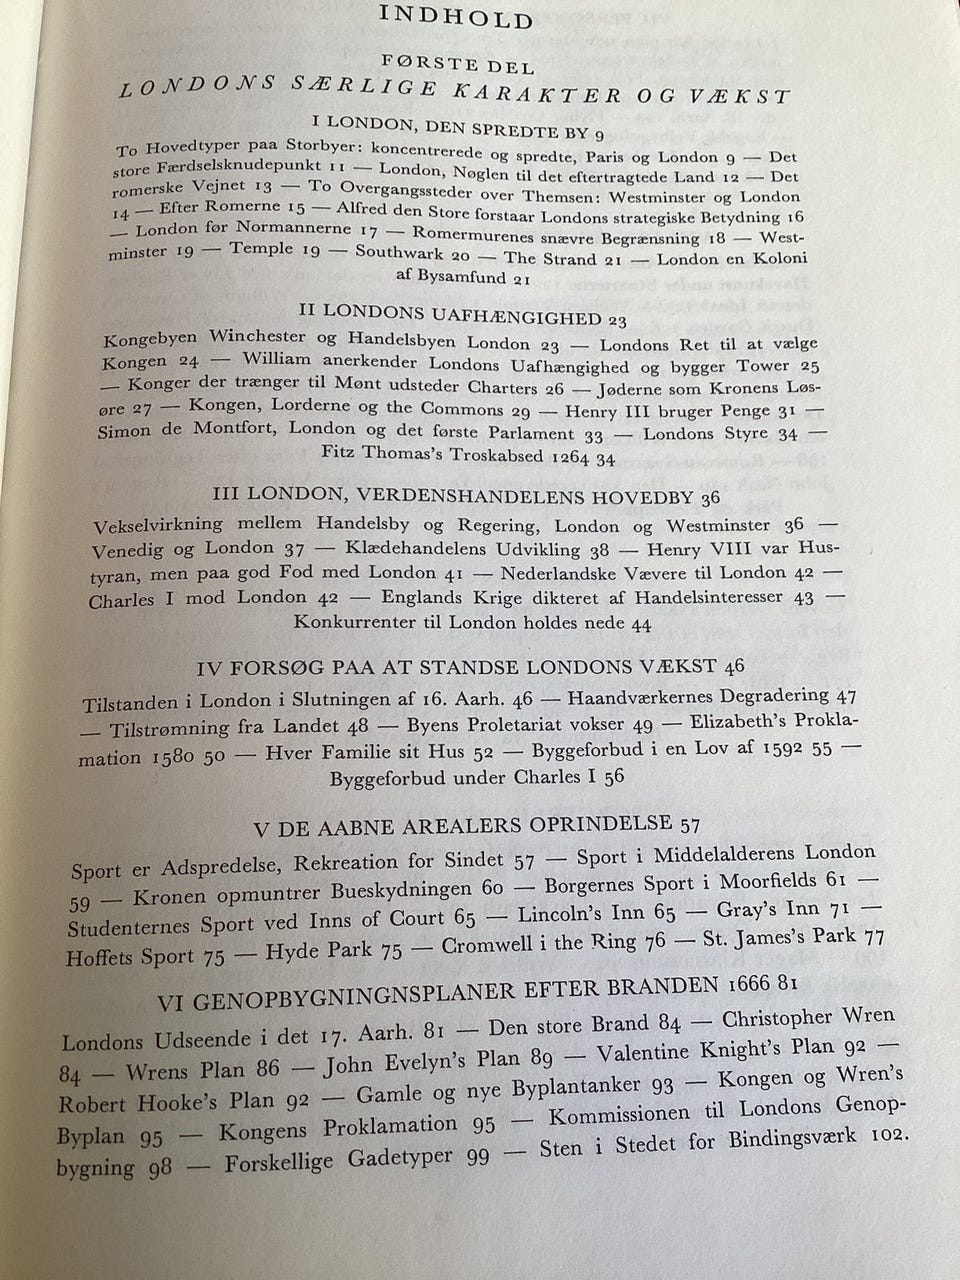 INDHOLD
FØRSTE DEL
LONDONS SÆRLIGE KARAKTER OG VÆKST
I LONDON, DEN SPREDTE BY 9
To Hovedtyper paa Storbyer: koncentrerede og spredte, Paris og London 9 — Det
store Færdselsknudepunkt 11 — London, Nøglen til det eftertragtede Land 12 — Det
romerske Vejnet 13 — To Overgangssteder over Themsen: Westminster og London
14 — Efter Romerne 15 — Alfred den Store forstaar Londons strategiske Betydning 16
— London før Normannerne 17 — Romermurenes snævre Begrænsning 18 — West-
minster 19 — Temple 19 — Southwark 20 — The Strand 21 — London en Koloni
af Bysamfund 21
II LONDONS UAFHÆNGIGHED 23
Kongebyen Winchester og Handelsbyen London 23 — Londons Ret til at vælge
Kongen 24 — William anerkender Londons Uafhængighed og bygger Tower 25
— Konger der trænger til Mønt udsteder Charters 26 — Jøderne som Kronens Løs-
øre 27 — Kongen, Lorderne og the Commons 29 — Henry III bruger Penge 31 —
Simon de Montfort, London og det første Parlament 33 — Londons Styre 34 —
Fitz Thomas's Troskabsed 1264 34
III LONDON, VERDENSHANDELENS HOVEDBY 36
Vekselvirkning mellem Handelsby og Regering, London og Westminster 36 —
Venedig og London 37 — Klædehandelens Udvikling 38 — Henry VIII var Hus-
tyran, men paa god Fod med London 41 — Nederlandske Vævere til London 42 —
Charles I mod London 42 — Englands Krige dikteret af Handelsinteresser 43 —
Konkurrenter til London holdes nede 44
IV FORSØG PAA AT STANDSE LONDONS VÆKST 46
Tilstanden i London i Slutningen af 16. Aarh. 46 — Haandværkernes Degradering 47
— Tilstrømning fra Landet 48 — Byens Proletariat vokser 49 — Elizabeth's Prokla-
mation 1580 50 — Hver Familie sit Hus 52 — Byggeforbud i en Lov af 1592 55 —
Byggeforbud under Charles I 56
V DE AABNE AREALERS OPRINDELSE 57
Sport er Adspredelse, Rekreation for Sindet 57 — Sport i Middelalderens London
59 — Kronen opmuntrer Bueskydningen 60 — Borgernes Sport i Moorfields 61 —
Studenternes Sport ved Inns of Court 65 — Lincoln's Inn 65 — Gray's Inn 71 —
Hoffets Sport 75 — Hyde Park 75 — Cromwell i the Ring 76 — St. James's Park 77
VI GENOPBYGNINGNSPLANER EFTER BRANDEN 1666 81
Londons Udseende i det 17. Aarh. 81 — Den store Brand 84 — Christopher Wren
84 — Wrens Plan 86 — John Evelyn's Plan 89 — Valentine Knight's Plan 92 —
Robert Hooke's Plan 92 — Gamle og nye Byplantanker 93 — Kongen og Wren's
Byplan 95 — Kongens Proklamation 95 — Kommissionen til Londons Genop-
bygning 98 — Forskellige Gadetyper 99 — Sten i Stedet for Bindingsværk 102.